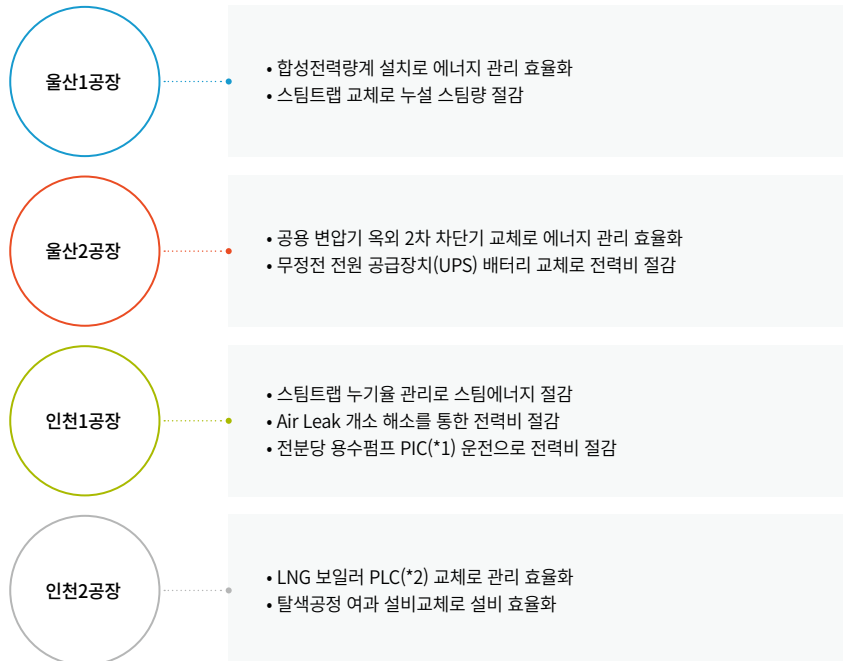 울산1공장
• 합성전력량계 설치로 에너지 관리 효율화
• 스팀트랩 교체로 누설 스팀량 절감
울산2공장
• 공용 변압기 옥외 2차 차단기 교체로 에너지 관리 효율화
• 무정전 전원 공급장치(UPS) 배터리 교체로 전력비 절감
인천1공장
• 스팀트랩 누기율 관리로 스팀에너지 절감
• Air Leak 개소 해소를 통한 전력비 절감
• 전분당 용수펌프 PIC(*1) 운전으로 전력비 절감
인천2공장
• LNG 보일러 PLC(*2) 교체로 관리 효율화
• 탈색공정 여과 설비교체로 설비 효율화